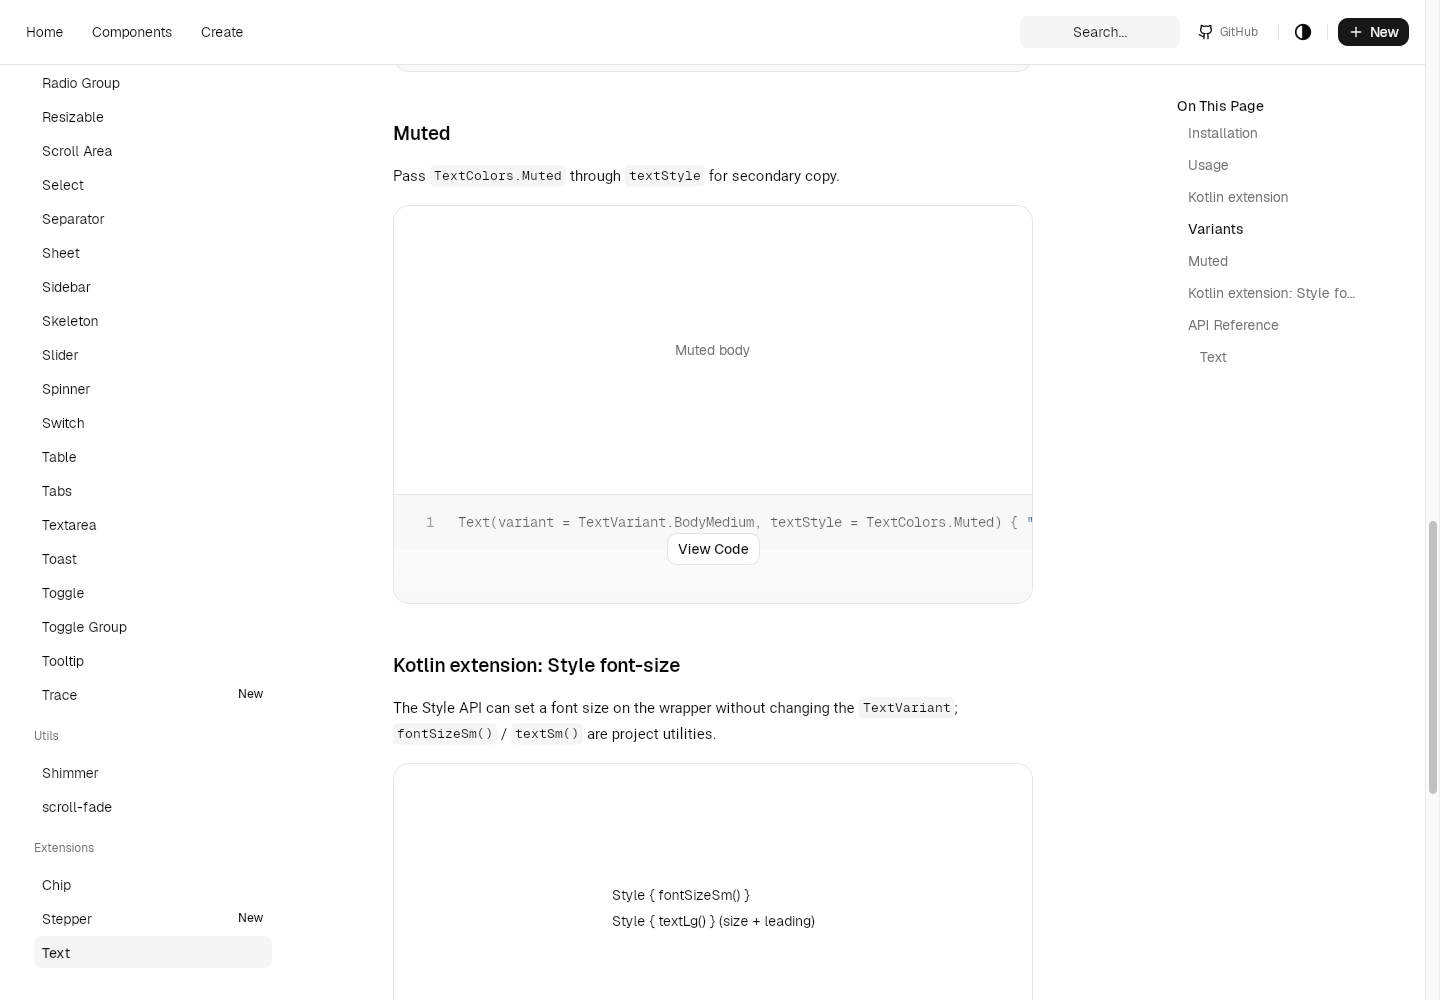 Home Components Create Search... GitHub New
Radio Group
Resizable
Scroll Area
Select
Separator
Sheet
Sidebar
Skeleton
Slider
Spinner
Switch
Table
Tabs
Textarea
Toast
Toggle
Toggle Group
Tooltip
Trace New
Utils
Shimmer
scroll-fade
Extensions
Chip
Stepper New
Text
Muted
Pass TextColors.Muted through textStyle for secondary copy.
Muted body
1 Text(variant = TextVariant.BodyMedium, textStyle = TextColors.Muted) { "
View Code
Kotlin extension: Style font-size
The Style API can set a font size on the wrapper without changing the TextVariant;
fontSizeSm() / textSm() are project utilities.
Style { fontSizeSm() }
Style { textLg() } (size + leading)
On This Page
Installation
Usage
Kotlin extension
Variants
Muted
Kotlin extension: Style fo...
API Reference
Text